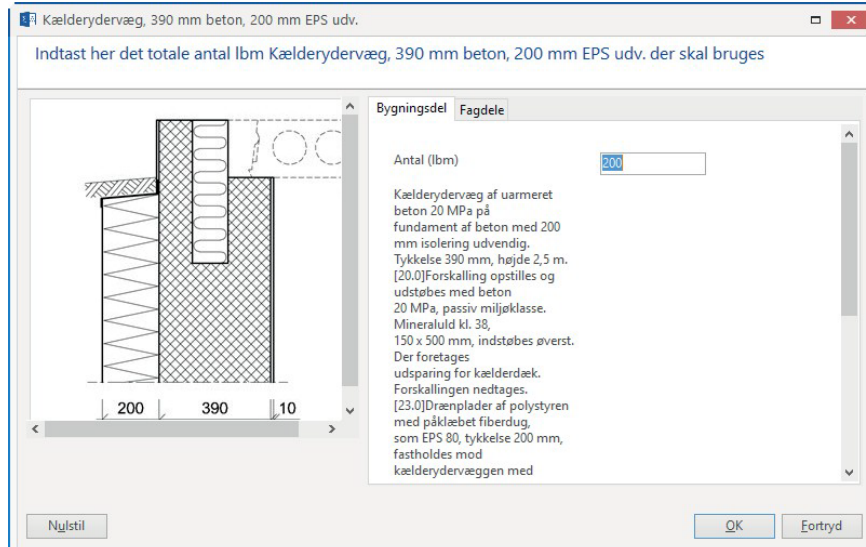 Kælderydervæg, 390 mm beton, 200 mm EPS udv.
Indtast her det totale antal lbm Kælderydervæg, 390 mm beton, 200 mm EPS udv. der skal bruges
200 390 10
Bygningsdel Fagdele
Antal (lbm) 200
Kælderydervæg af uarmeret
beton 20 MPa på
fundament af beton med 200
mm isolering udvendig.
Tykkelse 390 mm, højde 2,5 m.
[20.0]Forskalling opstilles og
udstøbes med beton
20 MPa, passiv miljøklasse.
Mineraluld kl. 38,
150 x 500 mm, indstøbes øverst.
Der foretages
udsparing for kælderdæk.
Forskallingen nedtages.
[23.0]Drænplader af polystyren
med påklæbet fiberdug,
som EPS 80, tykkelse 200 mm,
fastholdes mod
kælderydervæggen med
Nulstil OK Fortryd